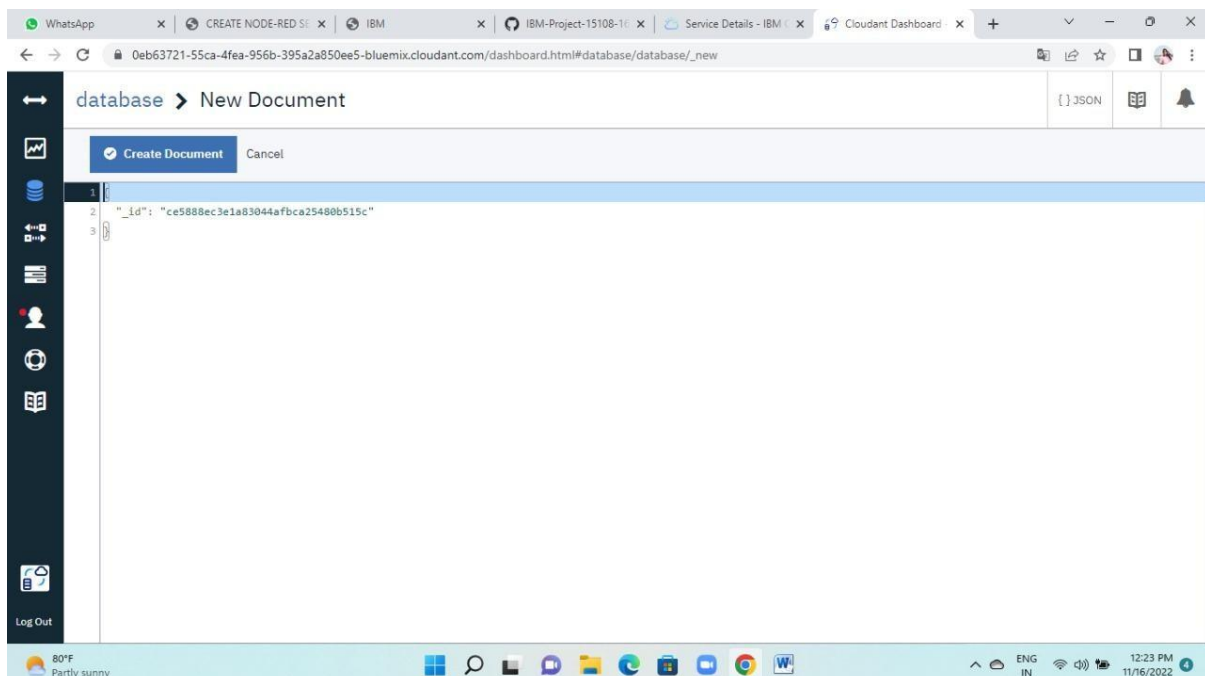 WhatsApp
CREATE NODE-RED SE
IBM
IBM-Project-15108-16
Service Details - IBM C
Cloudant Dashboard -
0eb63721-55ca-4fea-956b-395a2a850ee5-bluemix.cloudant.com/dashboard.html#database/database/_new
database > New Document
{ } JSON
Create Document
Cancel
1 {
2 "_id": "ce5888ec3e1a83044afbca25480b515c"
3 }
Log Out
80°F
Partly sunny
ENG
IN
12:23 PM
11/16/2022
4